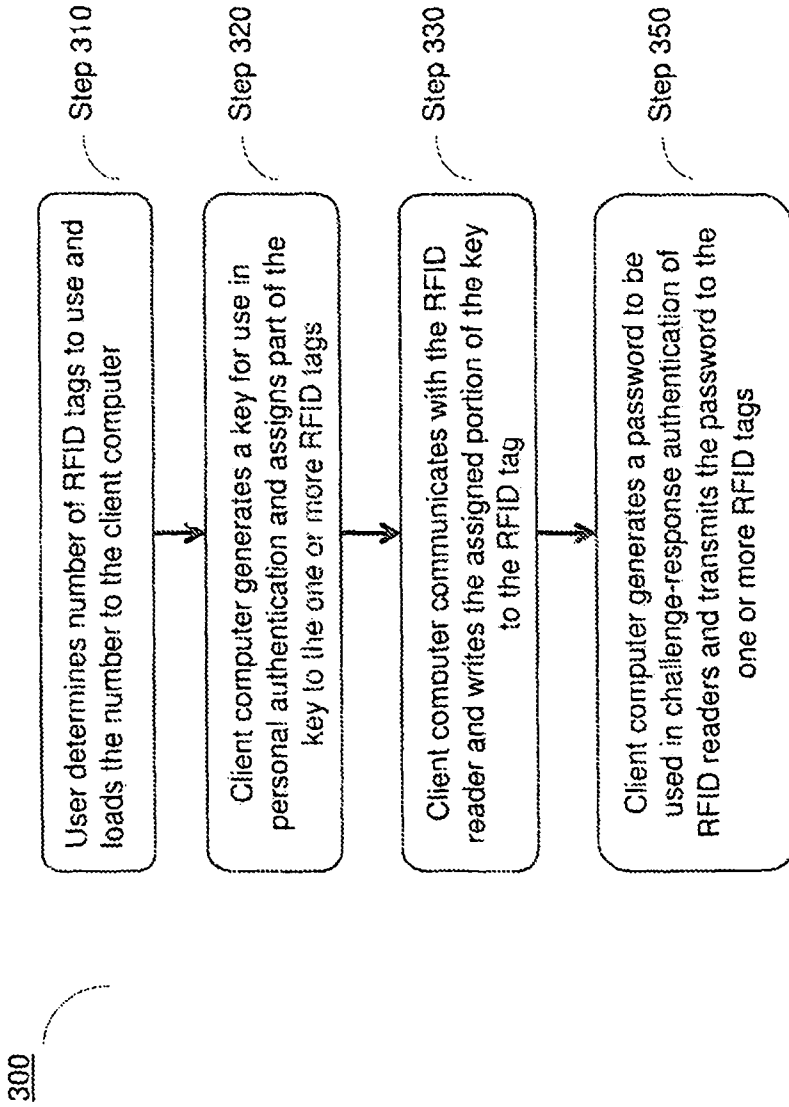 300
User determines number of RFID tags to use and
loads the number to the client computer
Step 310
Client computer generates a key for use in
personal authentication and assigns part of the
key to the one or more RFID tags
Step 320
Client computer communicates with the RFID
reader and writes the assigned portion of the key
to the RFID tag
Step 330
Client computer generates a password to be
used in challenge-response authentication of
RFID readers and transmits the password to the
one or more RFID tags
Step 350